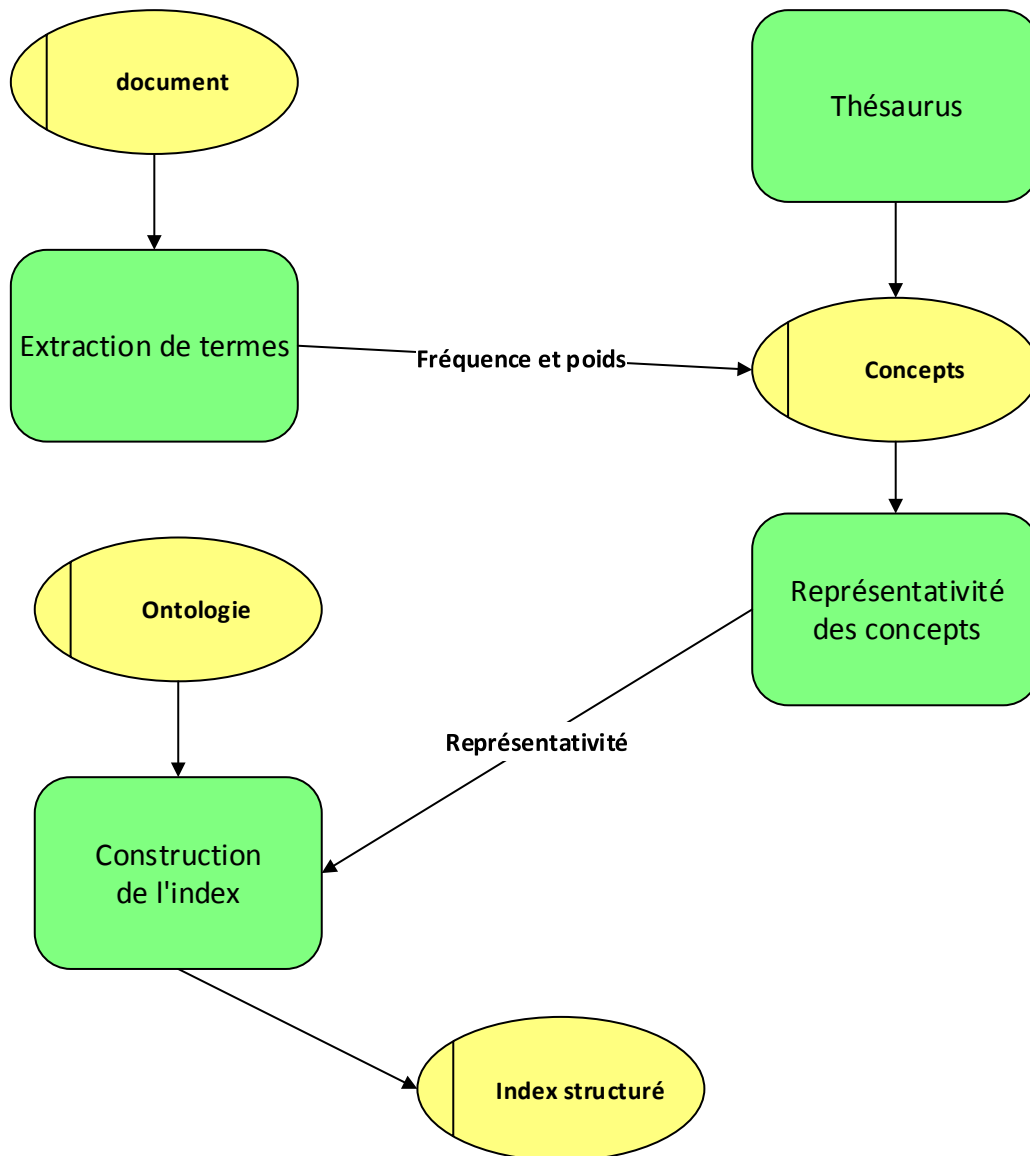 document
Thésaurus
Extraction de termes
Fréquence et poids
Concepts
Ontologie
Représentativité
des concepts
Représentativité
Construction
de l'index
Index structuré